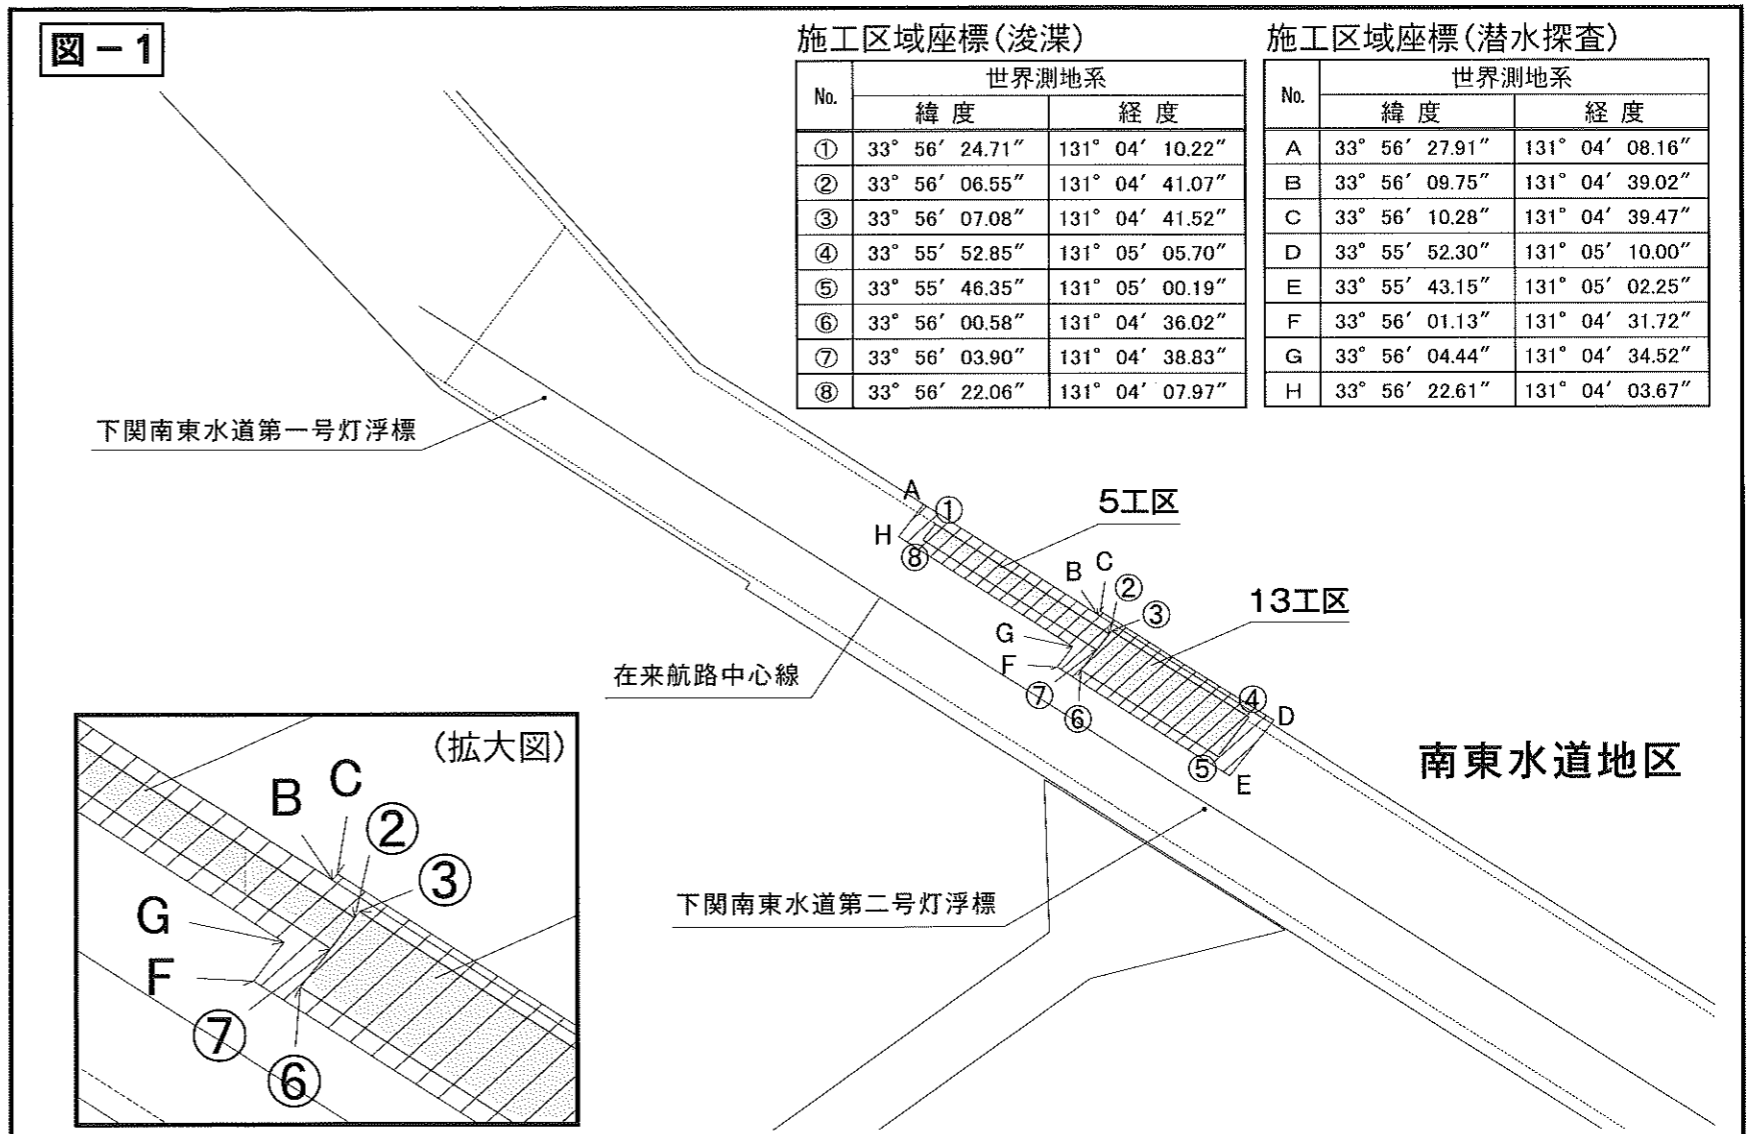 図－1
施工区域座標(浚渫)
No. 世界測地系
緯 度 経 度
① 33° 56′ 24.71″ 131° 04′ 10.22″
② 33° 56′ 06.55″ 131° 04′ 41.07″
③ 33° 56′ 07.08″ 131° 04′ 41.52″
④ 33° 55′ 52.85″ 131° 05′ 05.70″
⑤ 33° 55′ 46.35″ 131° 05′ 00.19″
⑥ 33° 56′ 00.58″ 131° 04′ 36.02″
⑦ 33° 56′ 03.90″ 131° 04′ 38.83″
⑧ 33° 56′ 22.06″ 131° 04′ 07.97″
施工区域座標(潜水探査)
No. 世界測地系
緯 度 経 度
A 33° 56′ 27.91″ 131° 04′ 08.16″
B 33° 56′ 09.75″ 131° 04′ 39.02″
C 33° 56′ 10.28″ 131° 04′ 39.47″
D 33° 55′ 52.30″ 131° 05′ 10.00″
E 33° 55′ 43.15″ 131° 05′ 02.25″
F 33° 56′ 01.13″ 131° 04′ 31.72″
G 33° 56′ 04.44″ 131° 04′ 34.52″
H 33° 56′ 22.61″ 131° 04′ 03.67″
下関南東水道第一号灯浮標
A
①
5工区
H
⑧
B
C
②
③
13工区
G
F
⑦
⑥
在来航路中心線
④
D
⑤
E
南東水道地区
下関南東水道第二号灯浮標
(拡大図)
B
C
②
③
G
F
⑦
⑥